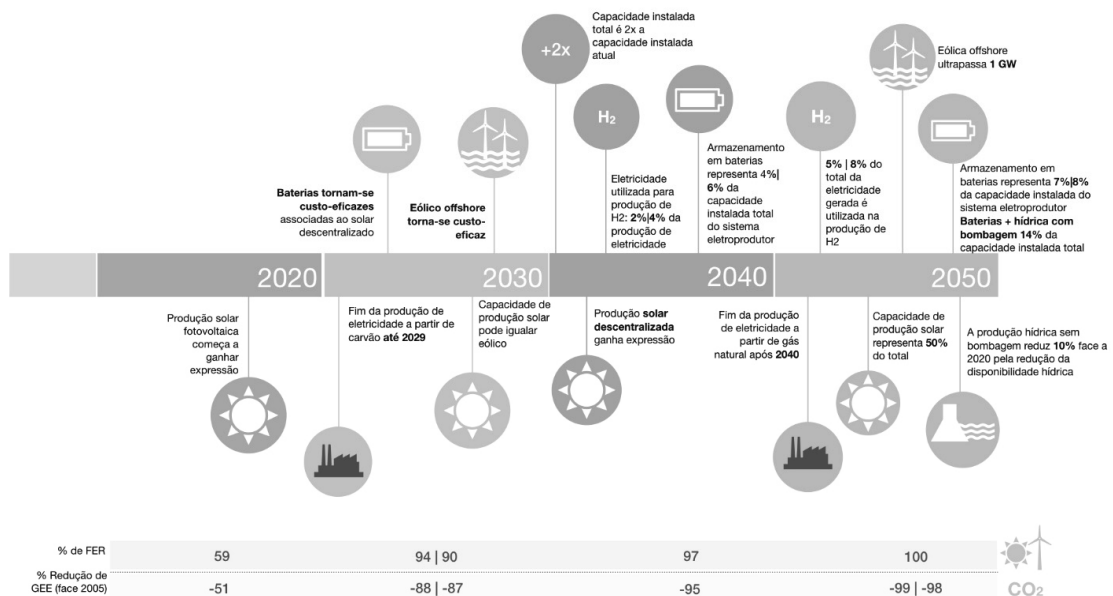 Capacidade instalada
total é 2x a
capacidade instalada
atual
+2x
Eólica offshore
ultrapassa 1 GW
H2
H2
Baterias tornam-se
custo-eficazes
associadas ao solar
descentralizado
Eólico offshore
torna-se custo-
eficaz
Eletricidade
utilizada para
produção de
H2: 2%|4% da
produção de
eletricidade
Armazenamento
em baterias
representa 4%|
6% da
capacidade
instalada total
do sistema
eletroprodutor
5% | 8% do
total da
eletricidade
gerada é
utilizada na
produção de
H2
Armazenamento em
baterias representa 7%|8%
da capacidade instalada do
sistema eletroprodutor
Baterias + hídrica com
bombagem 14% da
capacidade instalada total
2020
2030
2040
2050
Produção solar
fotovoltaica
começa a
ganhar
expressão
Fim da produção de
eletricidade a partir de
carvão até 2029
Capacidade de
produção solar
pode igualar
eólico
Produção solar
descentralizada
ganha expressão
Fim da produção
de eletricidade a
partir de gás
natural após 2040
Capacidade de
produção solar
representa 50%
do total
A produção hídrica sem
bombagem reduz 10% face a
2020 pela redução da
disponibilidade hídrica
% de FER 59 94 | 90 97 100
% Redução de
GEE (face 2005) -51 -88 | -87 -95 -99 | -98
CO2